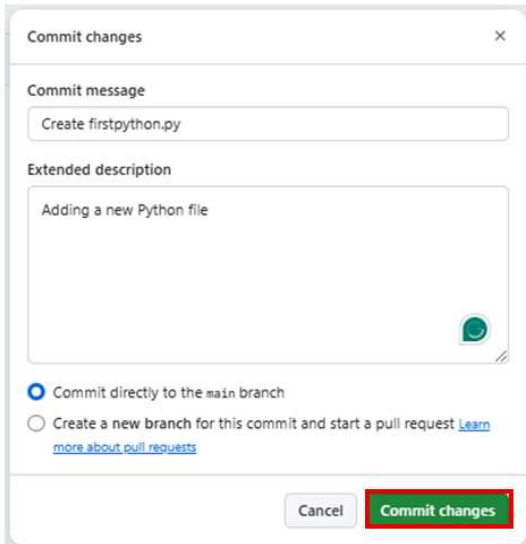 Commit changes
Commit message
Create firstpython.py
Extended description
Adding a new Python file
Commit directly to the main branch
Create a new branch for this commit and start a pull request Learn
more about pull requests
Cancel
Commit changes